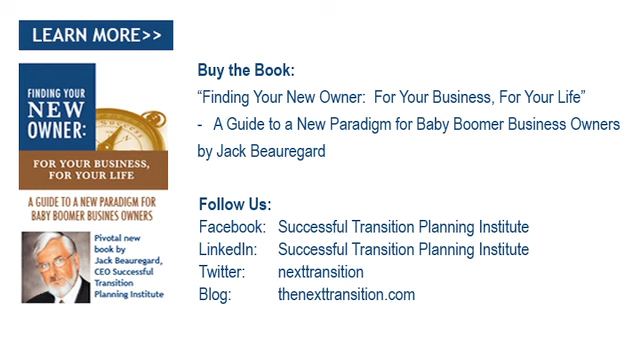 LEARN MORE>>
FINDING YOUR
NEW
OWNER:
FOR YOUR BUSINESS,
FOR YOUR LIFE
A GUIDE TO A NEW PARADIGM FOR
BABY BOOMER BUSINES OWNERS
Pivotal new
book by
Jack Beauregard,
CEO Successful
Transition
Planning Institute
Buy the Book:
“Finding Your New Owner:  For Your Business, For Your Life”
-   A Guide to a New Paradigm for Baby Boomer Business Owners
by Jack Beauregard
Follow Us:
Facebook:   Successful Transition Planning Institute
LinkedIn:   Successful Transition Planning Institute
Twitter:   nexttransition
Blog:   thenexttransition.com